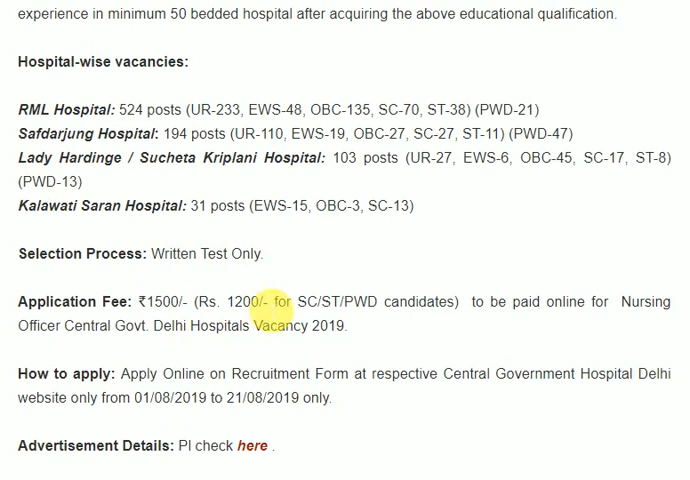 experience in minimum 50 bedded hospital after acquiring the above educational qualification.
Hospital-wise vacancies:
RML Hospital: 524 posts (UR-233, EWS-48, OBC-135, SC-70, ST-38) (PWD-21)
Safdarjung Hospital: 194 posts (UR-110, EWS-19, OBC-27, SC-27, ST-11) (PWD-47)
Lady Hardinge / Sucheta Kriplani Hospital: 103 posts (UR-27, EWS-6, OBC-45, SC-17, ST-8)
(PWD-13)
Kalawati Saran Hospital: 31 posts (EWS-15, OBC-3, SC-13)
Selection Process: Written Test Only.
Application Fee: ₹1500/- (Rs. 1200/- for SC/ST/PWD candidates) to be paid online for Nursing
Officer Central Govt. Delhi Hospitals Vacancy 2019.
How to apply: Apply Online on Recruitment Form at respective Central Government Hospital Delhi
website only from 01/08/2019 to 21/08/2019 only.
Advertisement Details: Pl check here .